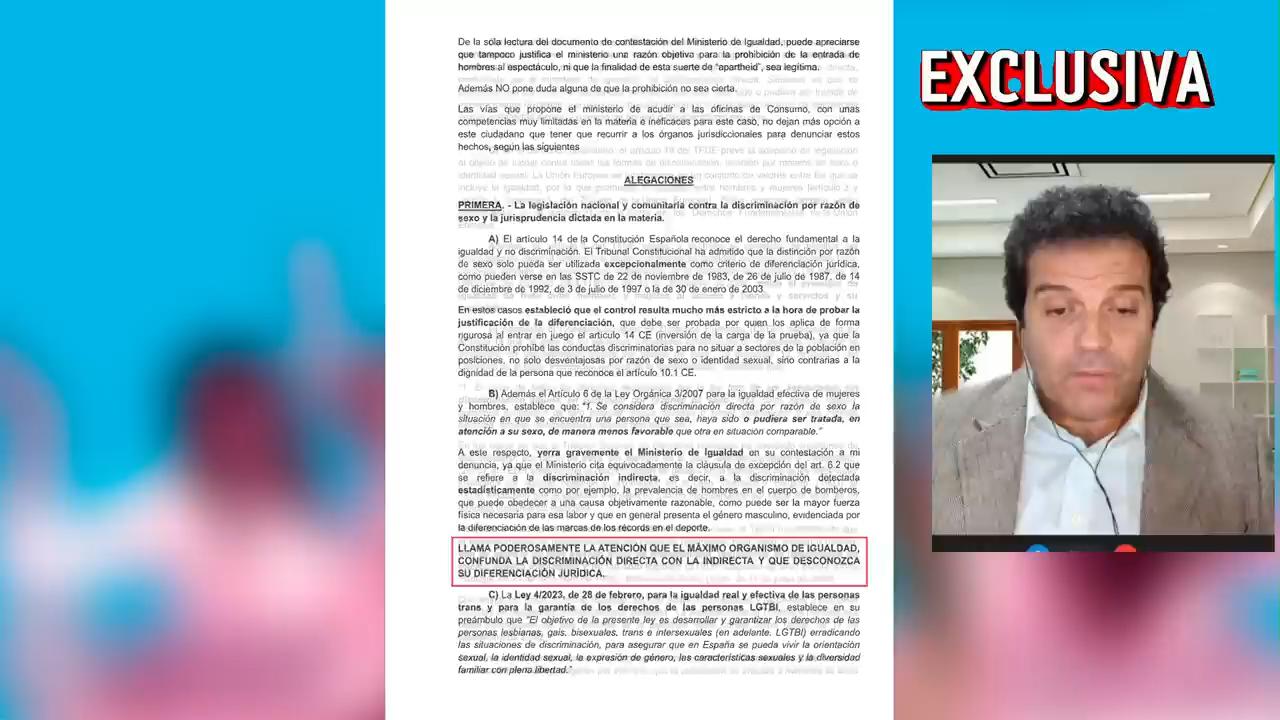 De la sola lectura del documento de contestación del Ministerio de Igualdad, puede apreciarse
que tampoco justifica el ministerio una razón objetiva para la prohibición de la entrada de
hombres al espectáculo, ni que la finalidad de esta suerte de "apartheid", sea legítima.
Además NO pone duda alguna de que la prohibición no sea cierta.
Las vías que propone el ministerio de acudir a las oficinas de Consumo, con unas
competencias muy limitadas en la materia e ineficaces para este caso, no dejan más opción a
este ciudadano que tener que recurrir a los órganos jurisdiccionales para denunciar estos
hechos, según las siguientes
ALEGACIONES
PRIMERA. - La legislación nacional y comunitaria contra la discriminación por razón de
sexo y la jurisprudencia dictada en la materia.
A) El artículo 14 de la Constitución Española reconoce el derecho fundamental a la
igualdad y no discriminación. El Tribunal Constitucional ha admitido que la distinción por razón
de sexo solo pueda ser utilizada excepcionalmente como criterio de diferenciación jurídica,
como pueden verse en las SSTC de 22 de noviembre de 1983, de 26 de julio de 1987, de 14
de diciembre de 1992, de 3 de julio de 1997 o la de 30 de enero de 2003.
En estos casos estableció que el control resulta mucho más estricto a la hora de probar la
justificación de la diferenciación, que debe ser probada por quien los aplica de forma
rigurosa al entrar en juego el artículo 14 CE (inversión de la carga de la prueba), ya que la
Constitución prohíbe las conductas discriminatorias para no situar a sectores de la población en
posiciones, no solo desventajosas por razón de sexo o identidad sexual, sino contrarias a la
dignidad de la persona que reconoce el artículo 10.1 CE.
B) Además el Artículo 6 de la Ley Orgánica 3/2007 para la igualdad efectiva de mujeres
y hombres, establece que: "1. Se considera discriminación directa por razón de sexo la
situación en que se encuentra una persona que sea, haya sido o pudiera ser tratada, en
atención a su sexo, de manera menos favorable que otra en situación comparable."
A este respecto, yerra gravemente el Ministerio de Igualdad en su contestación a mi
denuncia, ya que el Ministerio cita equivocadamente la cláusula de excepción del art. 6.2 que
se refiere a la discriminación indirecta, es decir, a la discriminación detectada
estadísticamente como por ejemplo, la prevalencia de hombres en el cuerpo de bomberos,
que puede obedecer a una causa objetivamente razonable, como puede ser la mayor fuerza
física necesaria para esa labor y que en general presenta el género masculino, evidenciada por
la diferenciación de las marcas de los récords en el deporte.
LLAMA PODEROSAMENTE LA ATENCIÓN QUE EL MÁXIMO ORGANISMO DE IGUALDAD,
CONFUNDA LA DISCRIMINACIÓN DIRECTA CON LA INDIRECTA Y QUE DESCONOZCA
SU DIFERENCIACIÓN JURÍDICA.
C) La Ley 4/2023, de 28 de febrero, para la igualdad real y efectiva de las personas
trans y para la garantía de los derechos de las personas LGTBI, establece en su
preámbulo que "El objetivo de la presente ley es desarrollar y garantizar los derechos de las
personas lesbianas, gais, bisexuales, trans e intersexuales (en adelante, LGTBI) erradicando
las situaciones de discriminación, para asegurar que en España se pueda vivir la orientación
sexual, la identidad sexual, la expresión de género, las características sexuales y la diversidad
familiar con plena libertad."
EXCLUSIVA